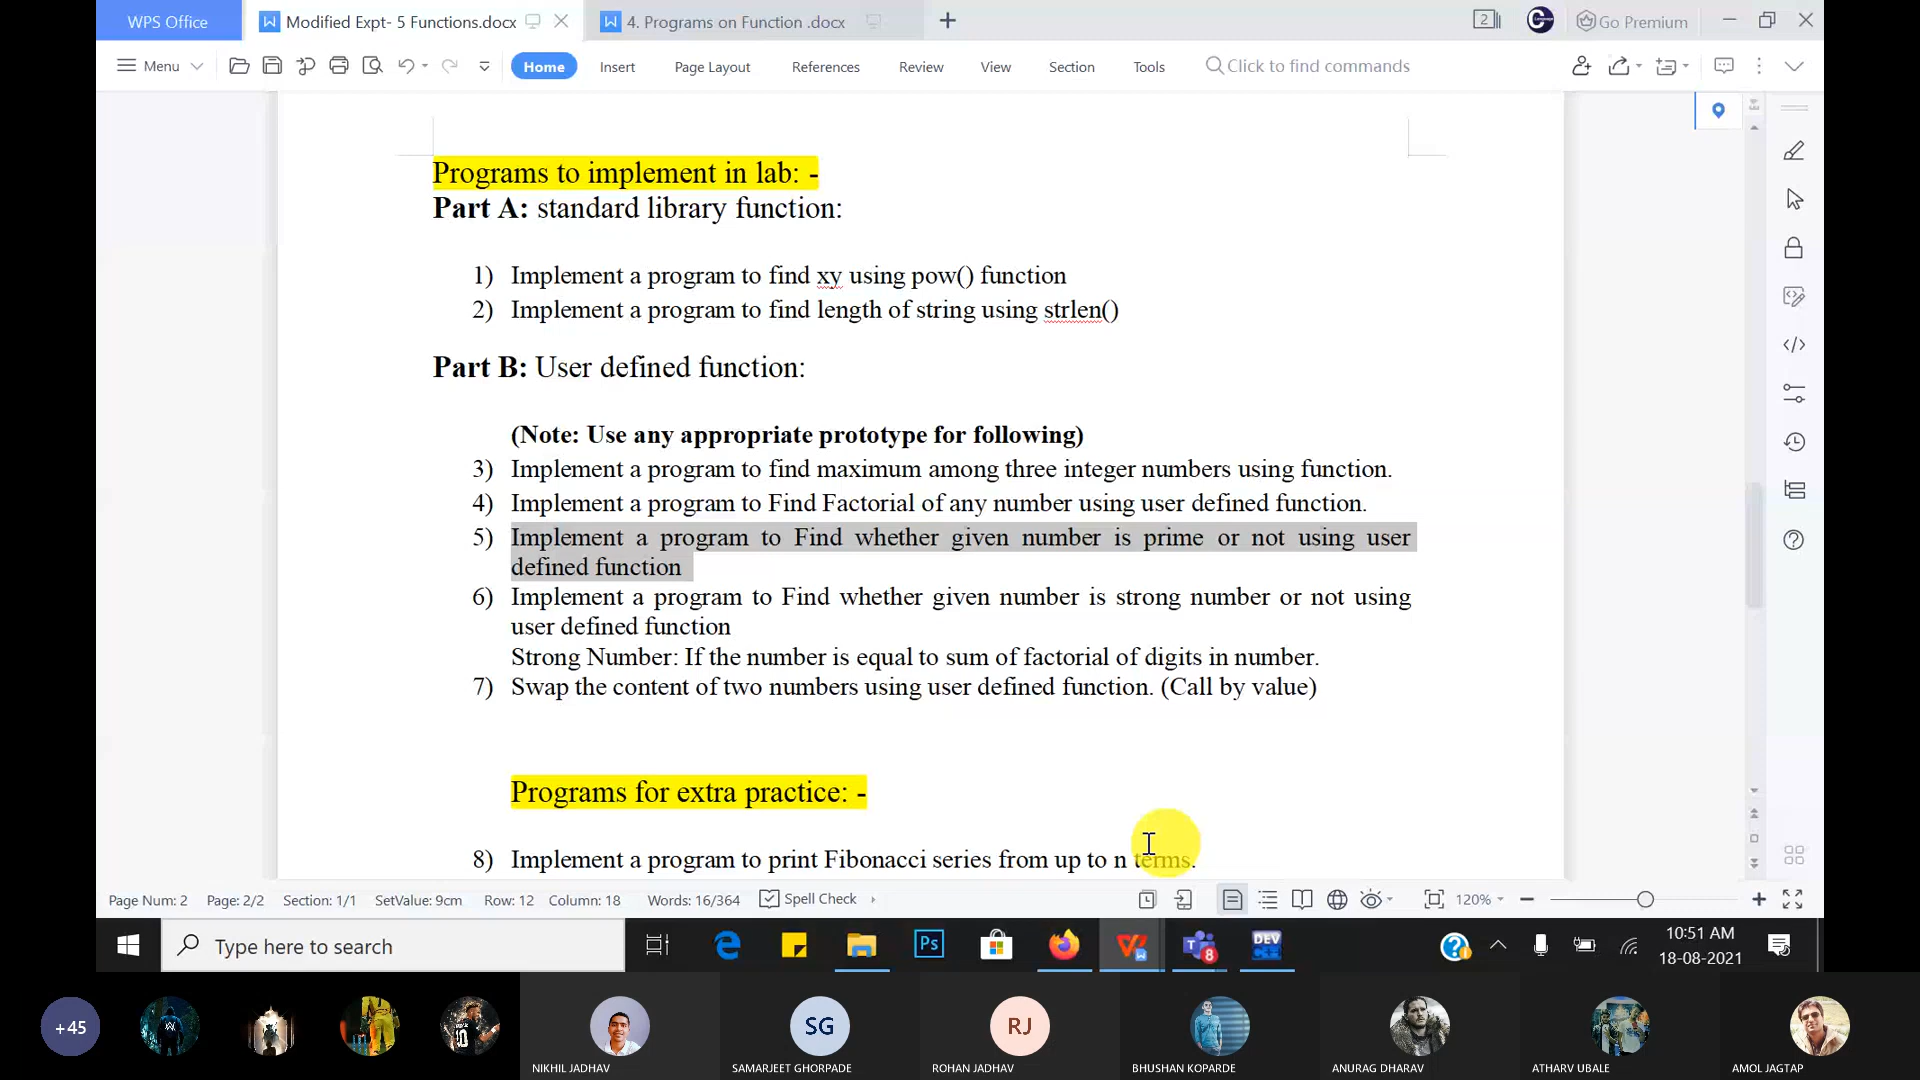 WPS Office
Modified Expt- 5 Functions.docx
4. Programs on Function .docx
2
Go Premium
Menu
Home
Insert
Page Layout
References
Review
View
Section
Tools
Click to find commands
Programs to implement in lab: -
Part A: standard library function:
1) Implement a program to find xy using pow() function
2) Implement a program to find length of string using strlen()
Part B: User defined function:
(Note: Use any appropriate prototype for following)
3) Implement a program to find maximum among three integer numbers using function.
4) Implement a program to Find Factorial of any number using user defined function.
5) Implement a program to Find whether given number is prime or not using user
defined function
6) Implement a program to Find whether given number is strong number or not using
user defined function
Strong Number: If the number is equal to sum of factorial of digits in number.
7) Swap the content of two numbers using user defined function. (Call by value)
Programs for extra practice: -
8) Implement a program to print Fibonacci series from up to n terms.
Page Num: 2 Page: 2/2 Section: 1/1 SetValue: 9cm Row: 12 Column: 18 Words: 16/364 Spell Check 120%
Type here to search
Ps
8
DEV
10:51 AM
18-08-2021
+45
SG
RJ
NIKHIL JADHAV
SAMARJEET GHORPADE
ROHAN JADHAV
BHUSHAN KOPARDE
ANURAG DHARAV
ATHARV UBALE
AMOL JAGTAP